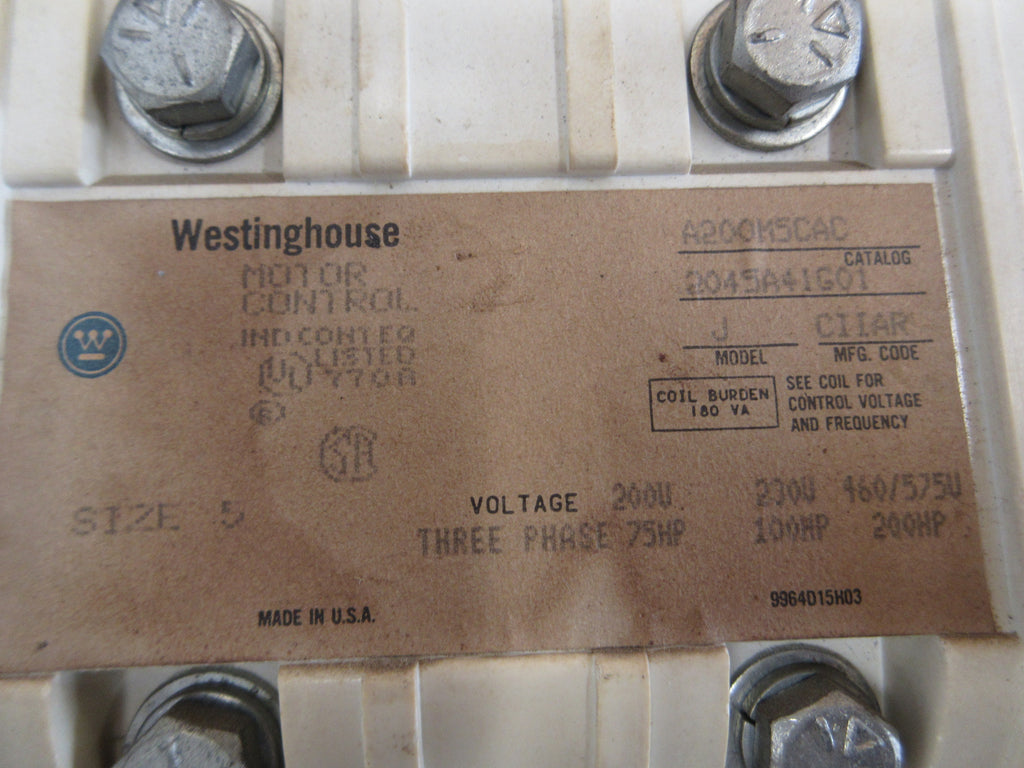 Westinghouse
MOTOR
CONTROL
IND CONT EQ
LISTED
UL 770A
R
SA
SIZE 5
MADE IN U.S.A.
W
A200M5CAC
CATALOG
2045A41G01
J
MODEL
C11AR
MFG. CODE
COIL BURDEN
180 VA
SEE COIL FOR
CONTROL VOLTAGE
AND FREQUENCY
VOLTAGE 200V 230V 460/575V
THREE PHASE 75HP 100HP 200HP
9964D15H03